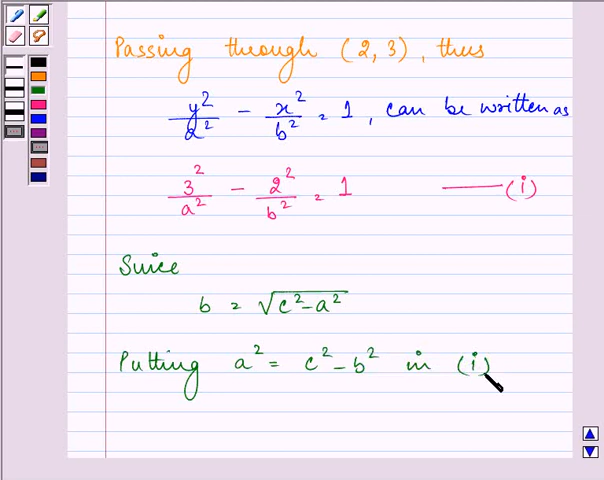 Passing through (2, 3), thus
y²/a² - x²/b² = 1, can be written as
3²/a² - 2²/b² = 1 ——— (i)
Since
b = √(c²-a²)
Putting a² = c² - b² in (i)